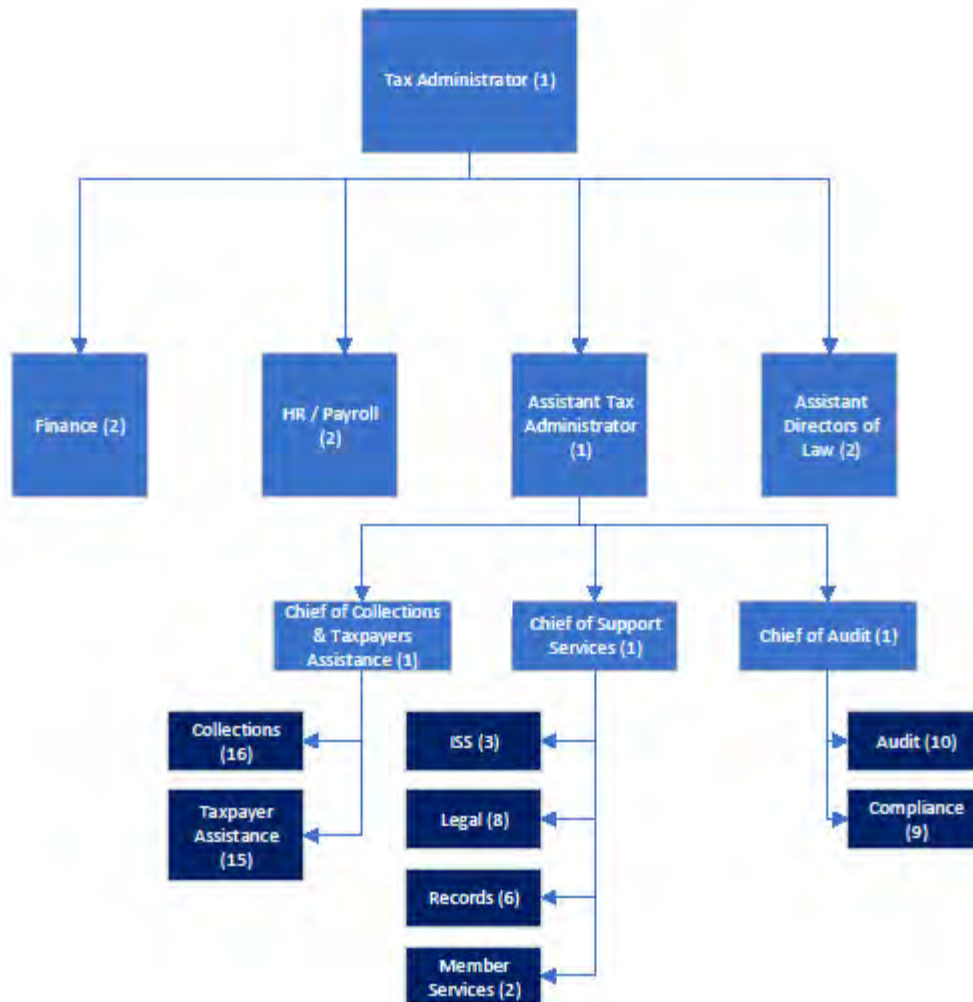 Tax Administrator (1)
Finance (2)
HR / Payroll
(2)
Assistant Tax
Administrator
(1)
Assistant
Directors of
Law (2)
Chief of Collections
& Taxpayers
Assistance (1)
Chief of Support
Services (1)
Chief of Audit (1)
Collections
(16)
Taxpayer
Assistance
(15)
ISS (3)
Legal (8)
Records (6)
Member
Services (2)
Audit (10)
Compliance
(9)